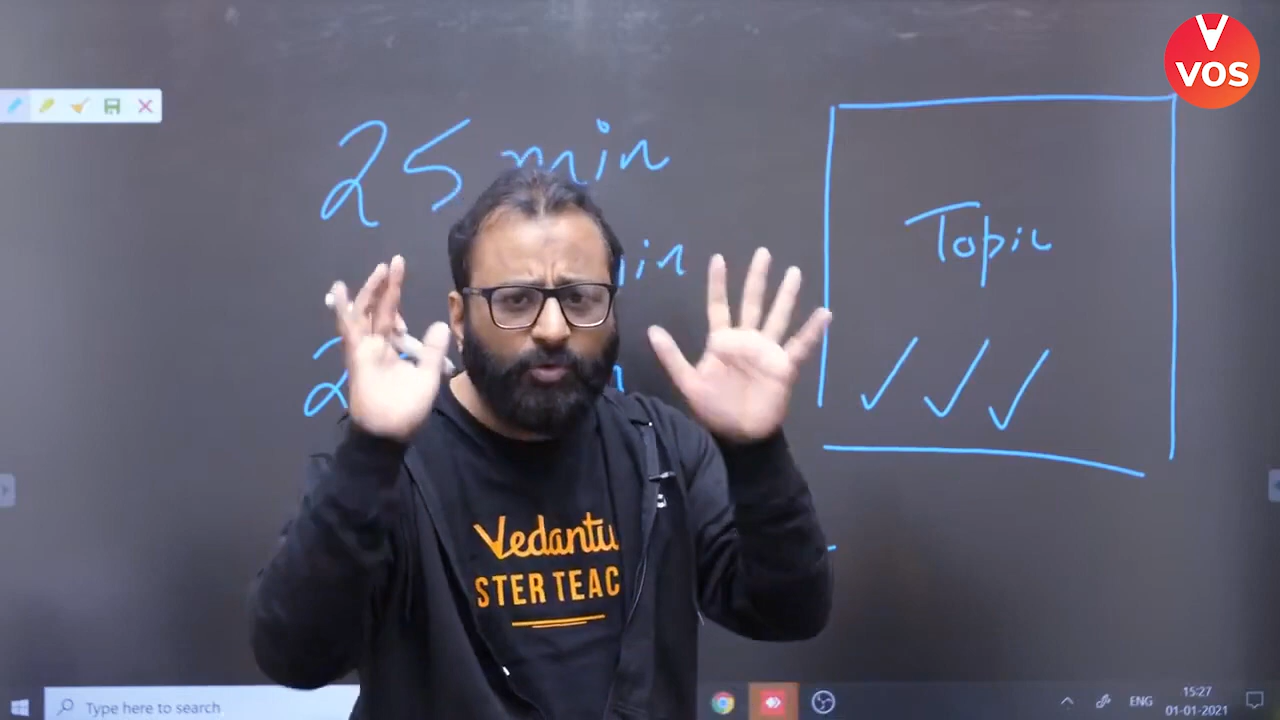 VOS
25 min
Topic
Vedantu
STER TEAC
Type here to search
ENG
15:27
01-01-2021